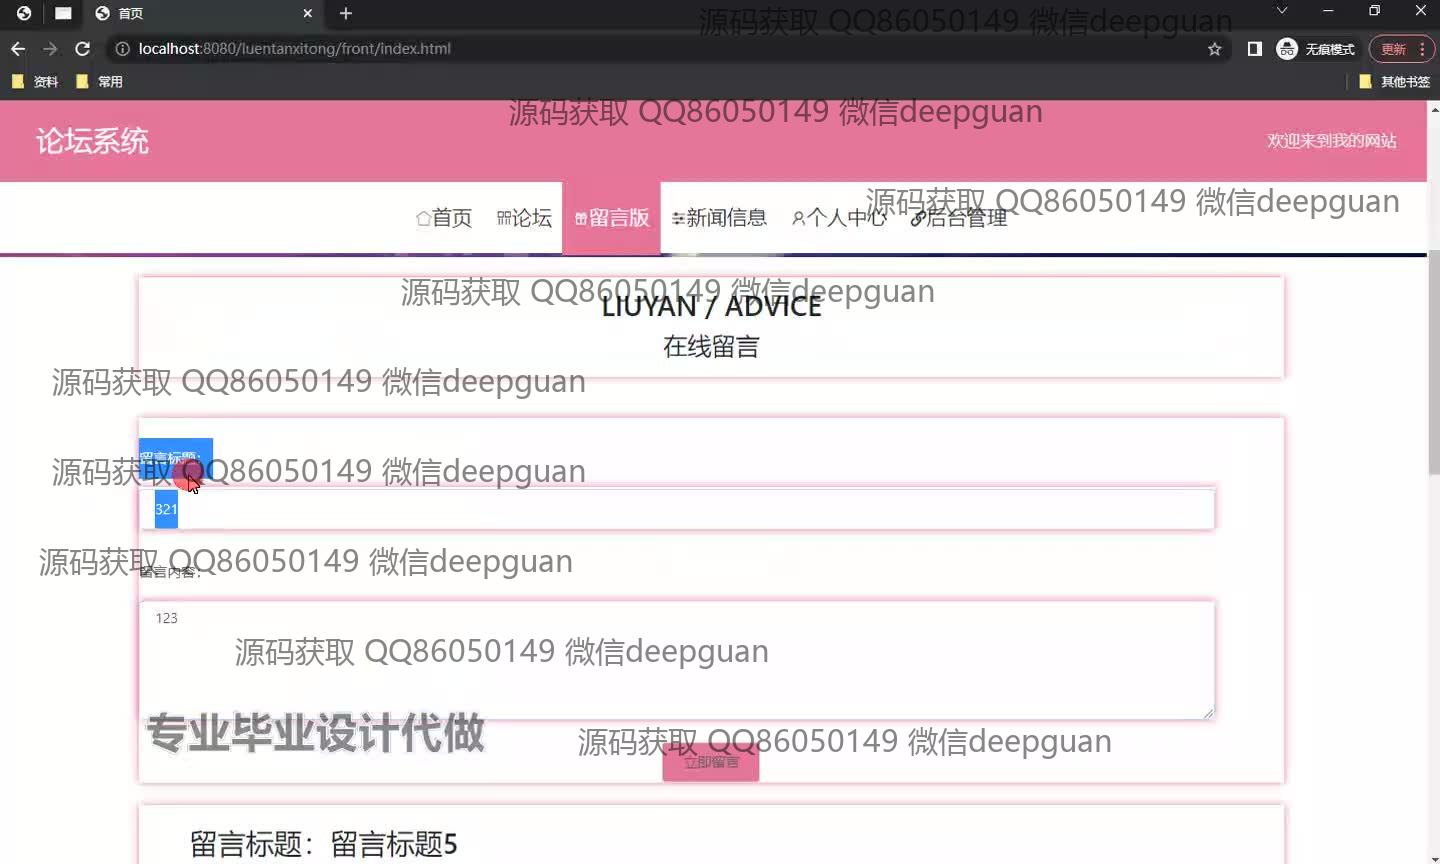 首页
源码获取 QQ86050149 微信deepguan
localhost:8080/luentanxitong/front/index.html
无痕模式
更新
资料
常用
其他书签
源码获取 QQ86050149 微信deepguan
论坛系统
欢迎来到我的网站
源码获取 QQ86050149 微信deepguan
首页
论坛
留言版
新闻信息
个人中心
后台管理
源码获取 QQ86050149 微信deepguan
LIUYAN / ADVICE
在线留言
源码获取 QQ86050149 微信deepguan
留言标题：
源码获取 QQ86050149 微信deepguan
321
源码获取 QQ86050149 微信deepguan
留言内容：
123
源码获取 QQ86050149 微信deepguan
专业毕业设计代做
源码获取 QQ86050149 微信deepguan
立即留言
留言标题：留言标题5